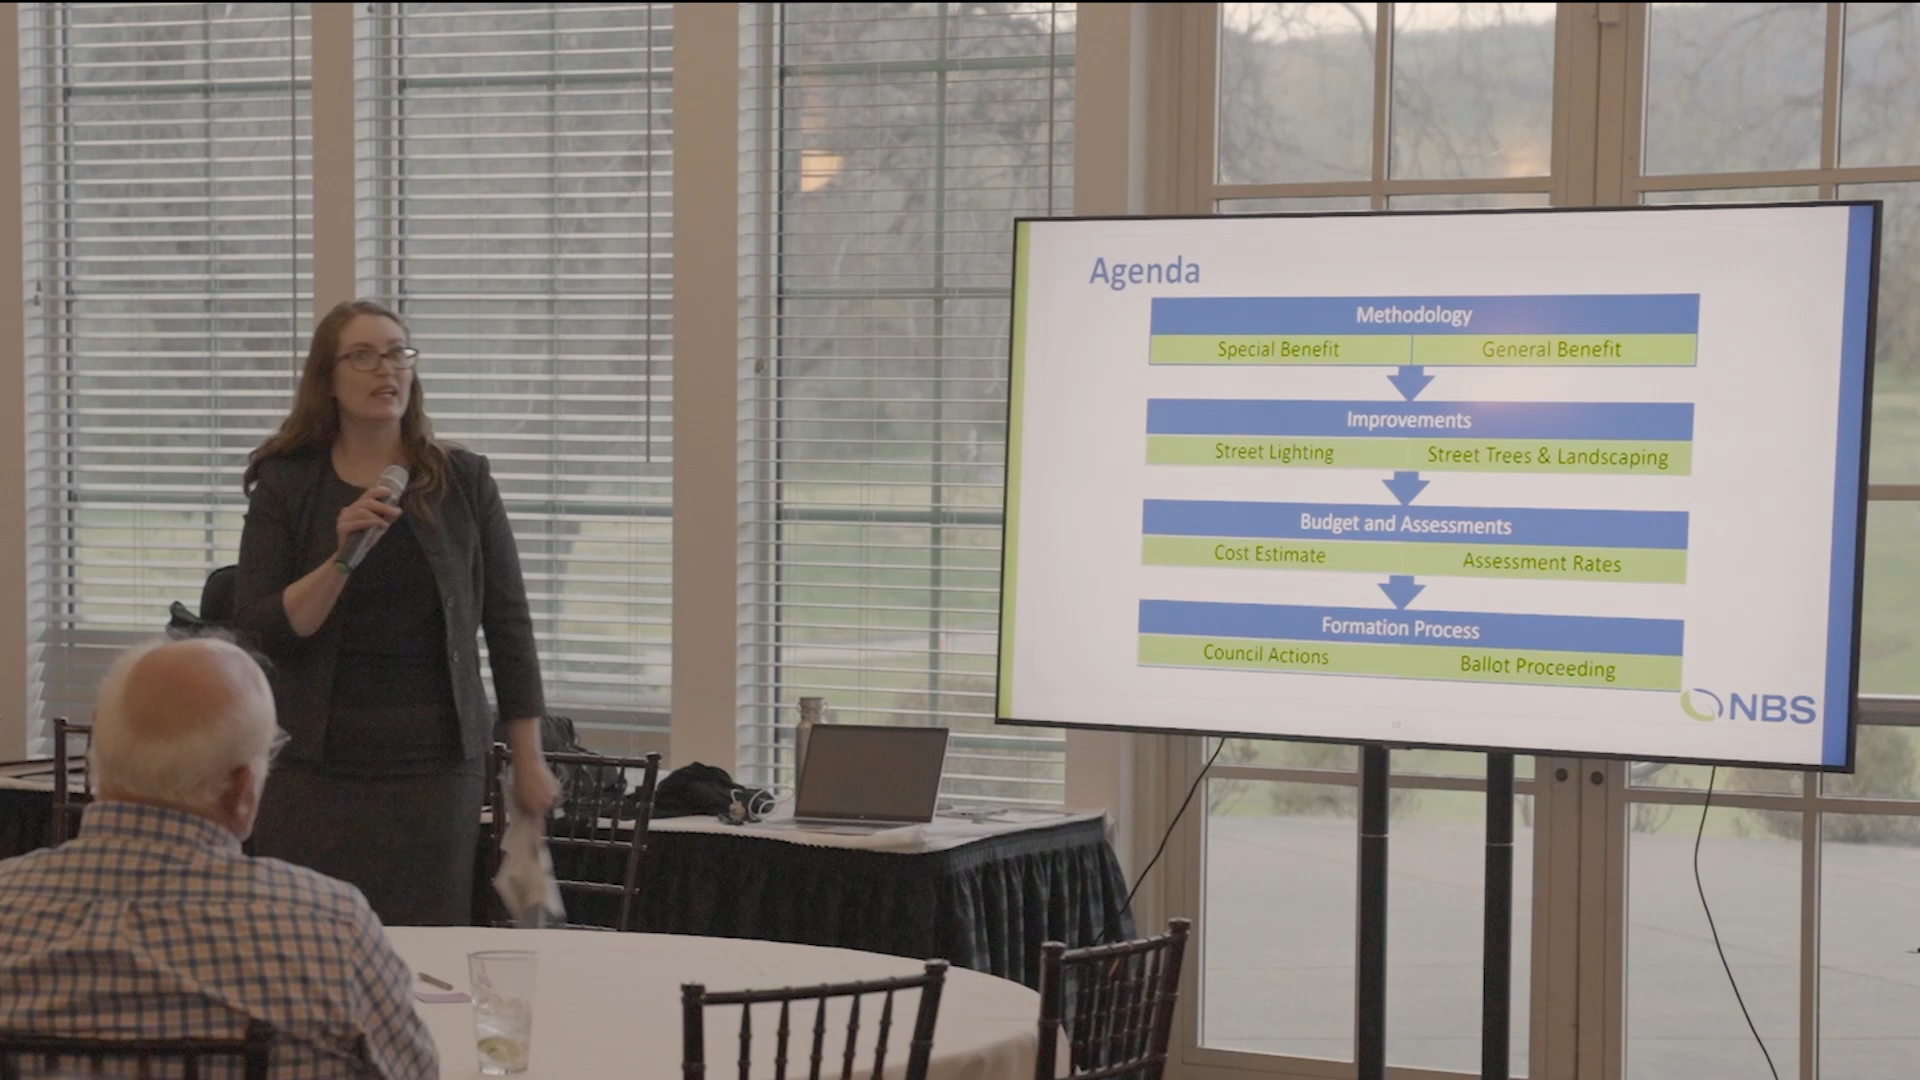 Agenda
Methodology
Special Benefit General Benefit
Improvements
Street Lighting Street Trees & Landscaping
Budget and Assessments
Cost Estimate Assessment Rates
Formation Process
Council Actions Ballot Proceeding
NBS